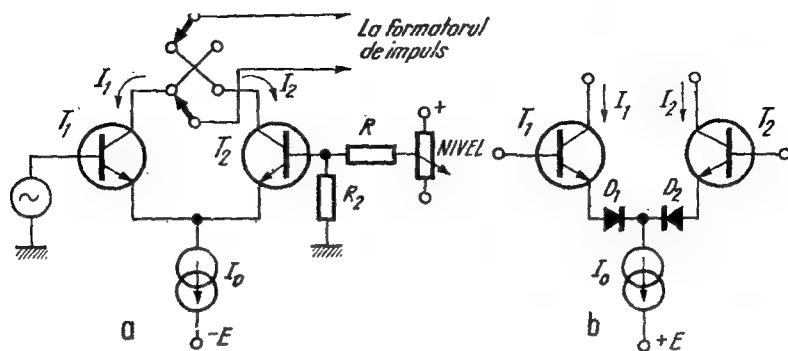 La formatorul
de impuls
I₁
I₂
T₁
T₂
R
+
NIVEL
R₂
I₀
-E
a
I₁
I₂
T₁
T₂
D₁
D₂
I₀
+E
b